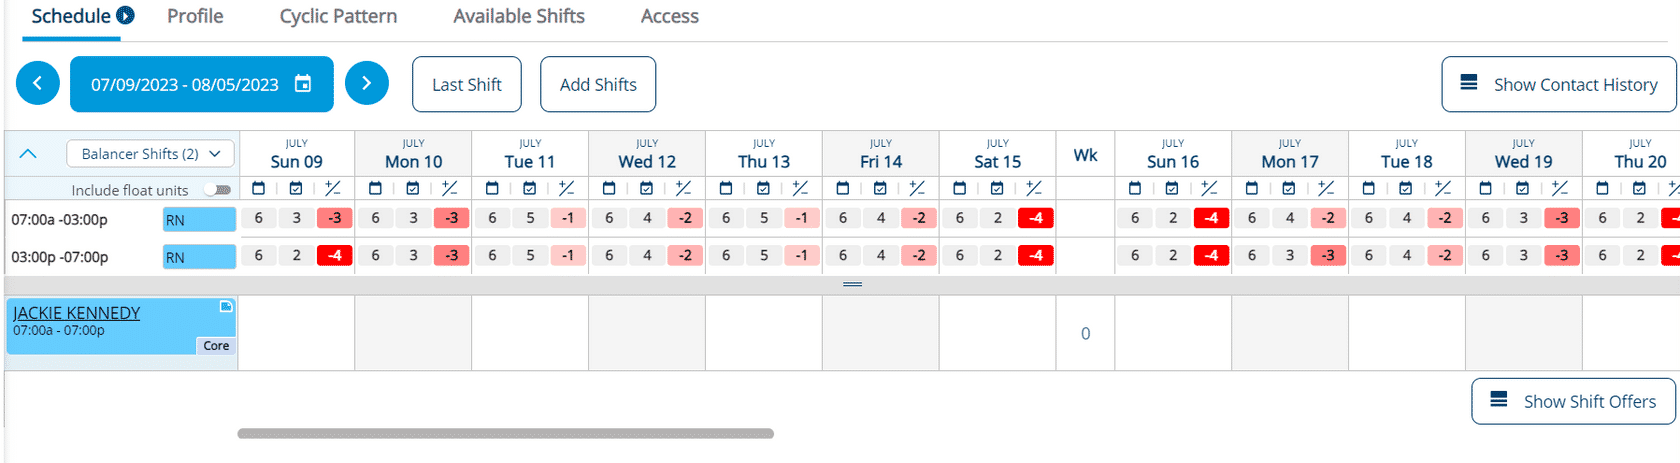 Schedule Profile Cyclic Pattern Available Shifts Access
07/09/2023 - 08/05/2023 Last Shift Add Shifts Show Contact History
Balancer Shifts (2) JULY Sun 09 JULY Mon 10 JULY Tue 11 JULY Wed 12 JULY Thu 13 JULY Fri 14 JULY Sat 15 Wk JULY Sun 16 JULY Mon 17 JULY Tue 18 JULY Wed 19 JULY Thu 20
Include float units
07:00a -03:00p RN 6 3 -3 6 3 -3 6 5 -1 6 4 -2 6 5 -1 6 4 -2 6 2 -4 6 2 -4 6 4 -2 6 4 -2 6 3 -3 6 2
03:00p -07:00p RN 6 2 -4 6 3 -3 6 5 -1 6 4 -2 6 5 -1 6 4 -2 6 2 -4 6 2 -4 6 3 -3 6 4 -2 6 3 -3 6 2
JACKIE KENNEDY
07:00a - 07:00p 0
Core
Show Shift Offers